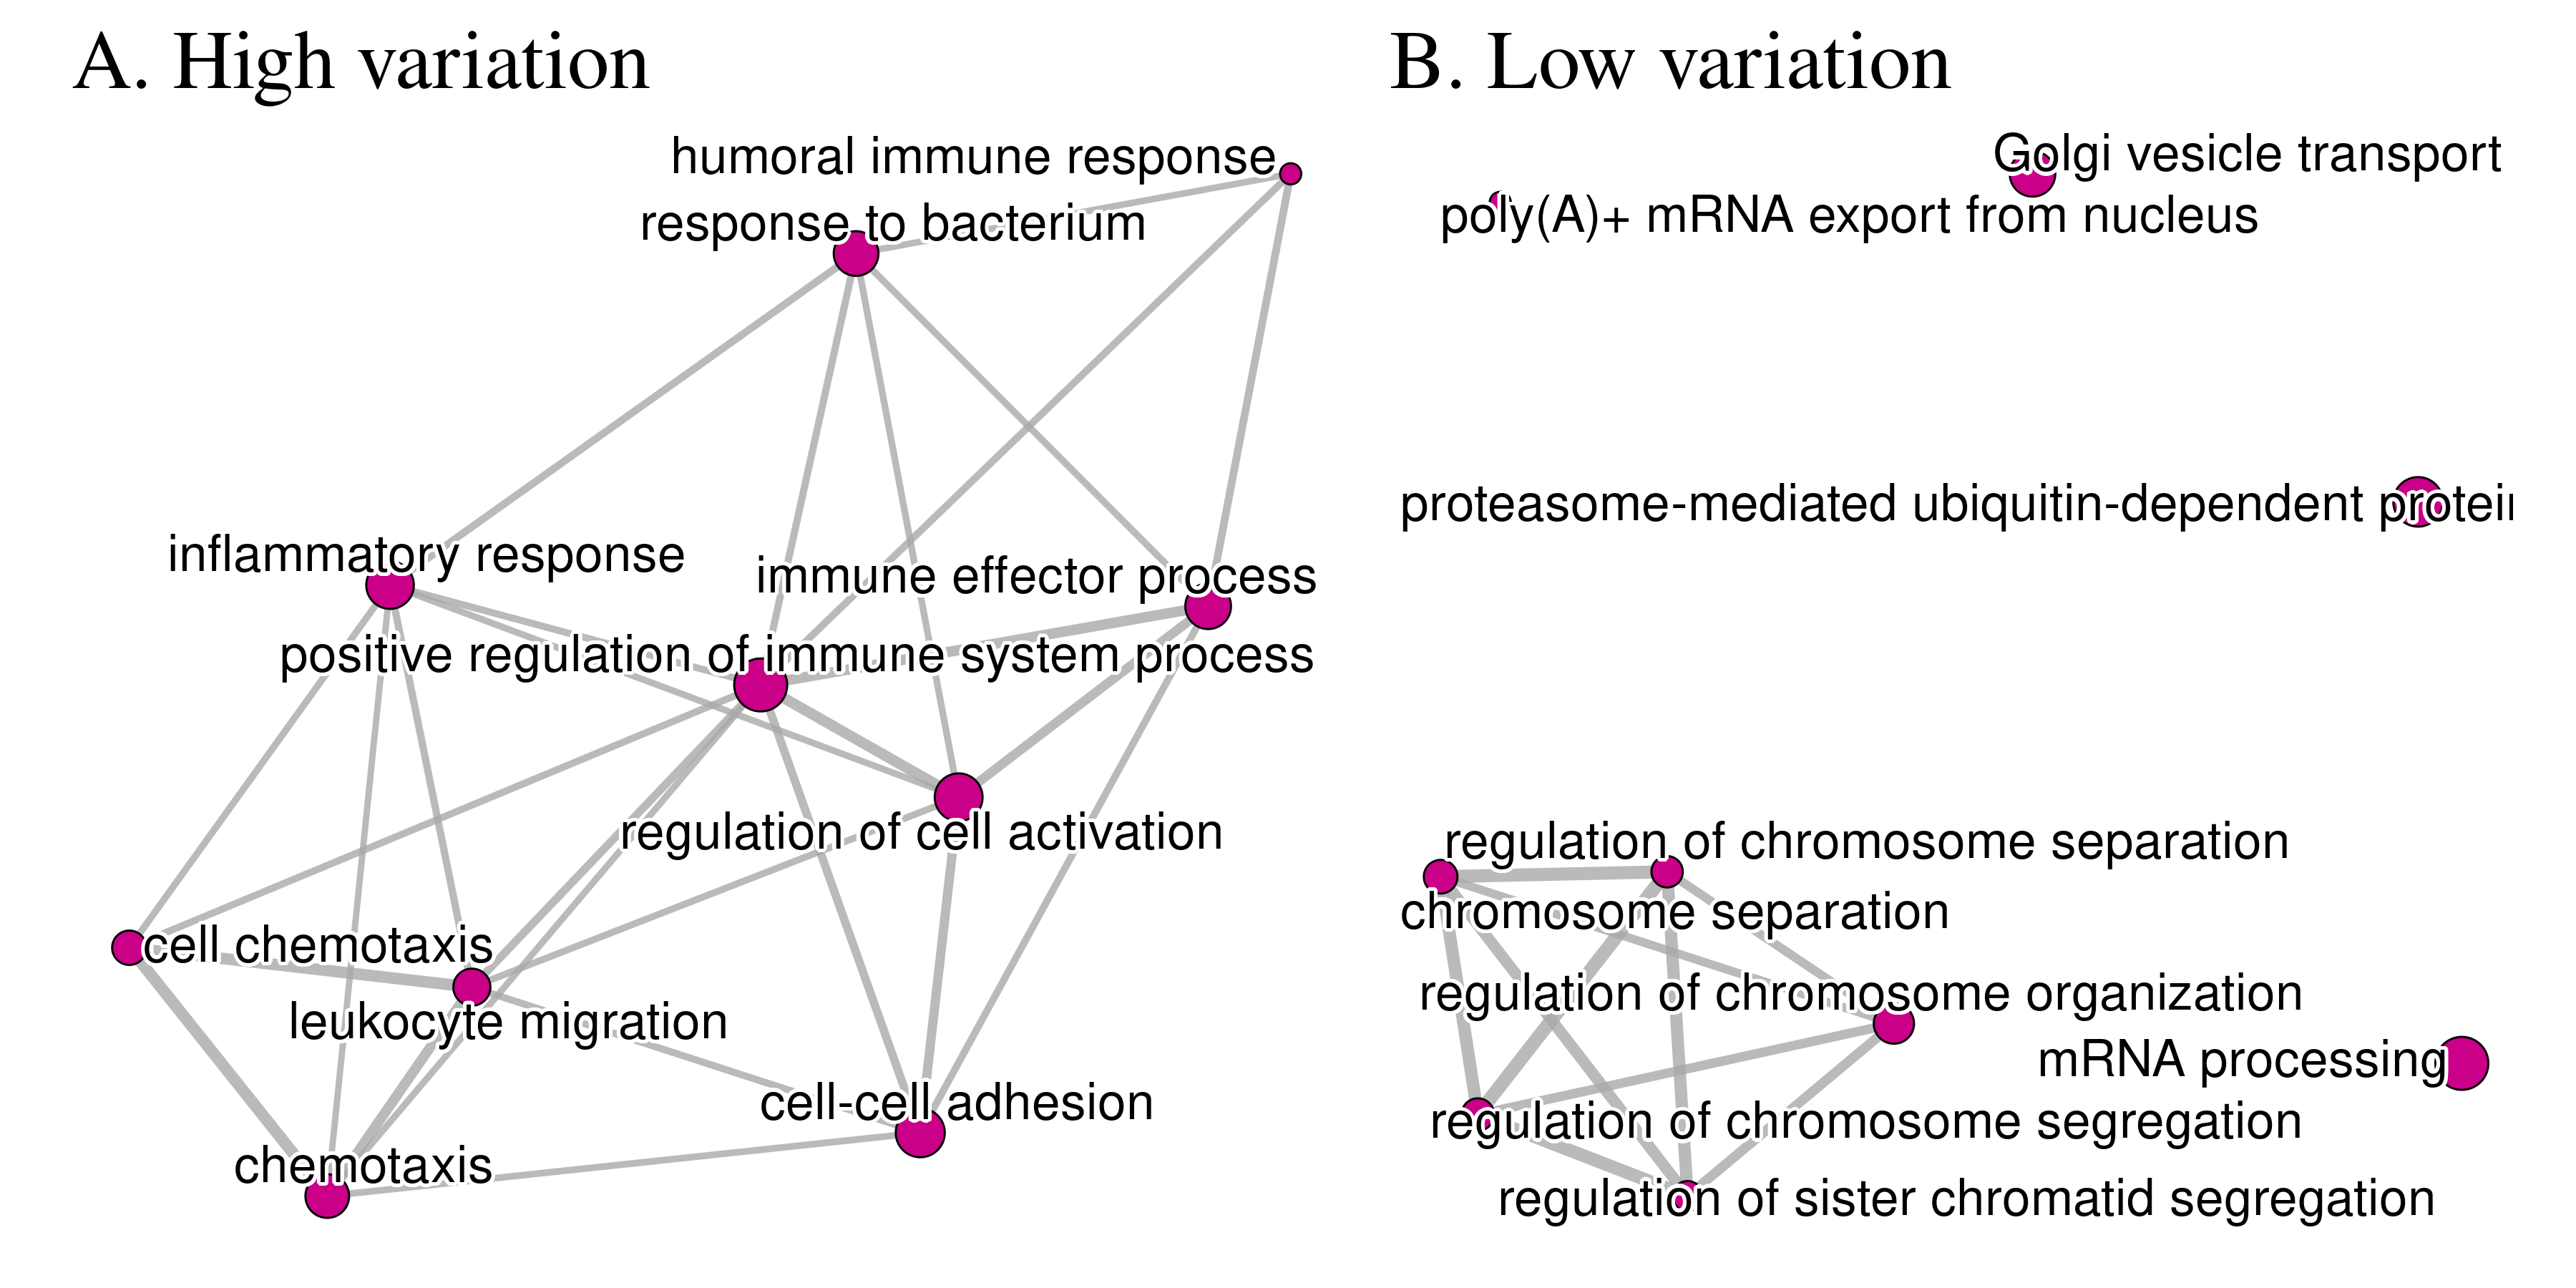 A. High variation
humoral immune response
response to bacterium
inflammatory response
immune effector process
positive regulation of immune system process
regulation of cell activation
cell chemotaxis
leukocyte migration
cell-cell adhesion
chemotaxis
B. Low variation
Golgi vesicle transport
poly(A)+ mRNA export from nucleus
proteasome-mediated ubiquitin-dependent protein
regulation of chromosome separation
chromosome separation
regulation of chromosome organization
mRNA processing
regulation of chromosome segregation
regulation of sister chromatid segregation